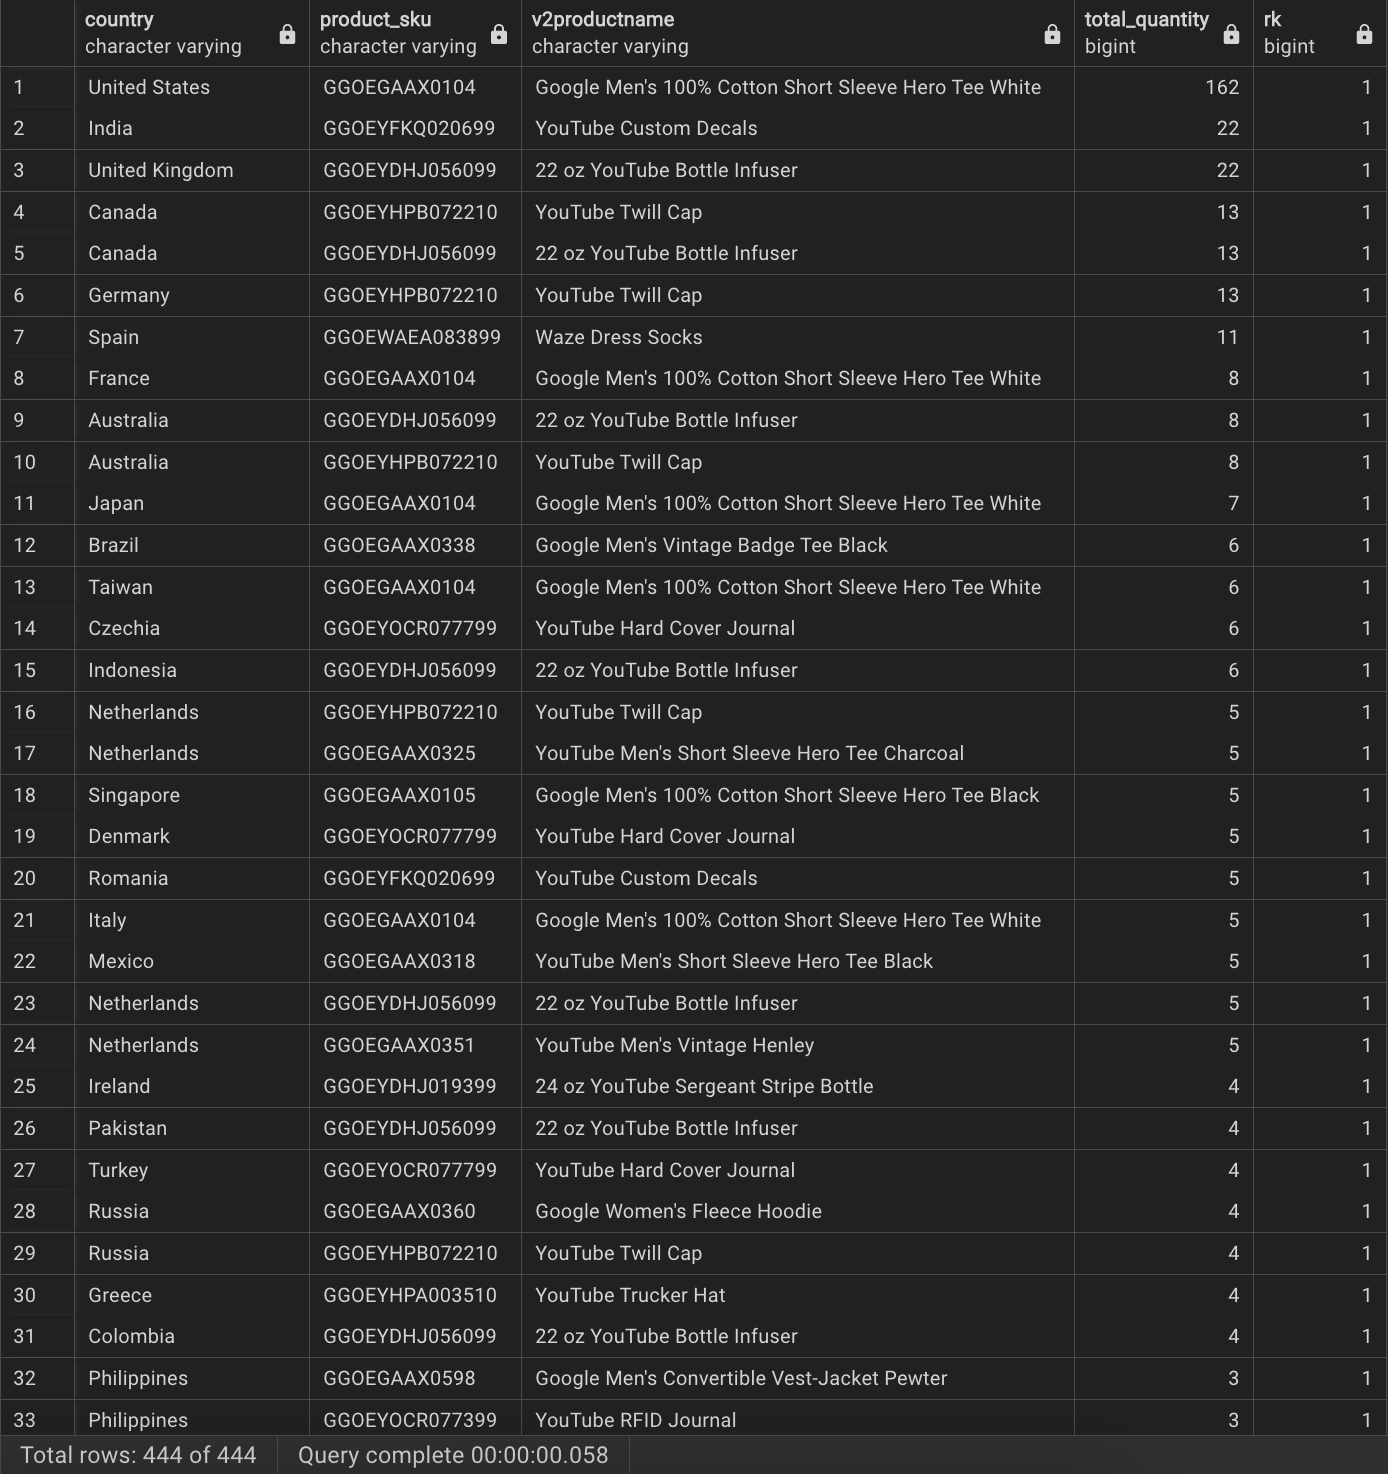 country product_sku v2productname total_quantity rk
character varying character varying character varying bigint bigint
1 United States GGOEGAAX0104 Google Men's 100% Cotton Short Sleeve Hero Tee White 162 1
2 India GGOEYFKQ020699 YouTube Custom Decals 22 1
3 United Kingdom GGOEYDHJ056099 22 oz YouTube Bottle Infuser 22 1
4 Canada GGOEYHPB072210 YouTube Twill Cap 13 1
5 Canada GGOEYDHJ056099 22 oz YouTube Bottle Infuser 13 1
6 Germany GGOEYHPB072210 YouTube Twill Cap 13 1
7 Spain GGOEWAEA083899 Waze Dress Socks 11 1
8 France GGOEGAAX0104 Google Men's 100% Cotton Short Sleeve Hero Tee White 8 1
9 Australia GGOEYDHJ056099 22 oz YouTube Bottle Infuser 8 1
10 Australia GGOEYHPB072210 YouTube Twill Cap 8 1
11 Japan GGOEGAAX0104 Google Men's 100% Cotton Short Sleeve Hero Tee White 7 1
12 Brazil GGOEGAAX0338 Google Men's Vintage Badge Tee Black 6 1
13 Taiwan GGOEGAAX0104 Google Men's 100% Cotton Short Sleeve Hero Tee White 6 1
14 Czechia GGOEYOCR077799 YouTube Hard Cover Journal 6 1
15 Indonesia GGOEYDHJ056099 22 oz YouTube Bottle Infuser 6 1
16 Netherlands GGOEYHPB072210 YouTube Twill Cap 5 1
17 Netherlands GGOEGAAX0325 YouTube Men's Short Sleeve Hero Tee Charcoal 5 1
18 Singapore GGOEGAAX0105 Google Men's 100% Cotton Short Sleeve Hero Tee Black 5 1
19 Denmark GGOEYOCR077799 YouTube Hard Cover Journal 5 1
20 Romania GGOEYFKQ020699 YouTube Custom Decals 5 1
21 Italy GGOEGAAX0104 Google Men's 100% Cotton Short Sleeve Hero Tee White 5 1
22 Mexico GGOEGAAX0318 YouTube Men's Short Sleeve Hero Tee Black 5 1
23 Netherlands GGOEYDHJ056099 22 oz YouTube Bottle Infuser 5 1
24 Netherlands GGOEGAAX0351 YouTube Men's Vintage Henley 5 1
25 Ireland GGOEYDHJ019399 24 oz YouTube Sergeant Stripe Bottle 4 1
26 Pakistan GGOEYDHJ056099 22 oz YouTube Bottle Infuser 4 1
27 Turkey GGOEYOCR077799 YouTube Hard Cover Journal 4 1
28 Russia GGOEGAAX0360 Google Women's Fleece Hoodie 4 1
29 Russia GGOEYHPB072210 YouTube Twill Cap 4 1
30 Greece GGOEYHPA003510 YouTube Trucker Hat 4 1
31 Colombia GGOEYDHJ056099 22 oz YouTube Bottle Infuser 4 1
32 Philippines GGOEGAAX0598 Google Men's Convertible Vest-Jacket Pewter 3 1
33 Philippines GGOEYOCR077399 YouTube RFID Journal 3 1
Total rows: 444 of 444 Query complete 00:00:00.058